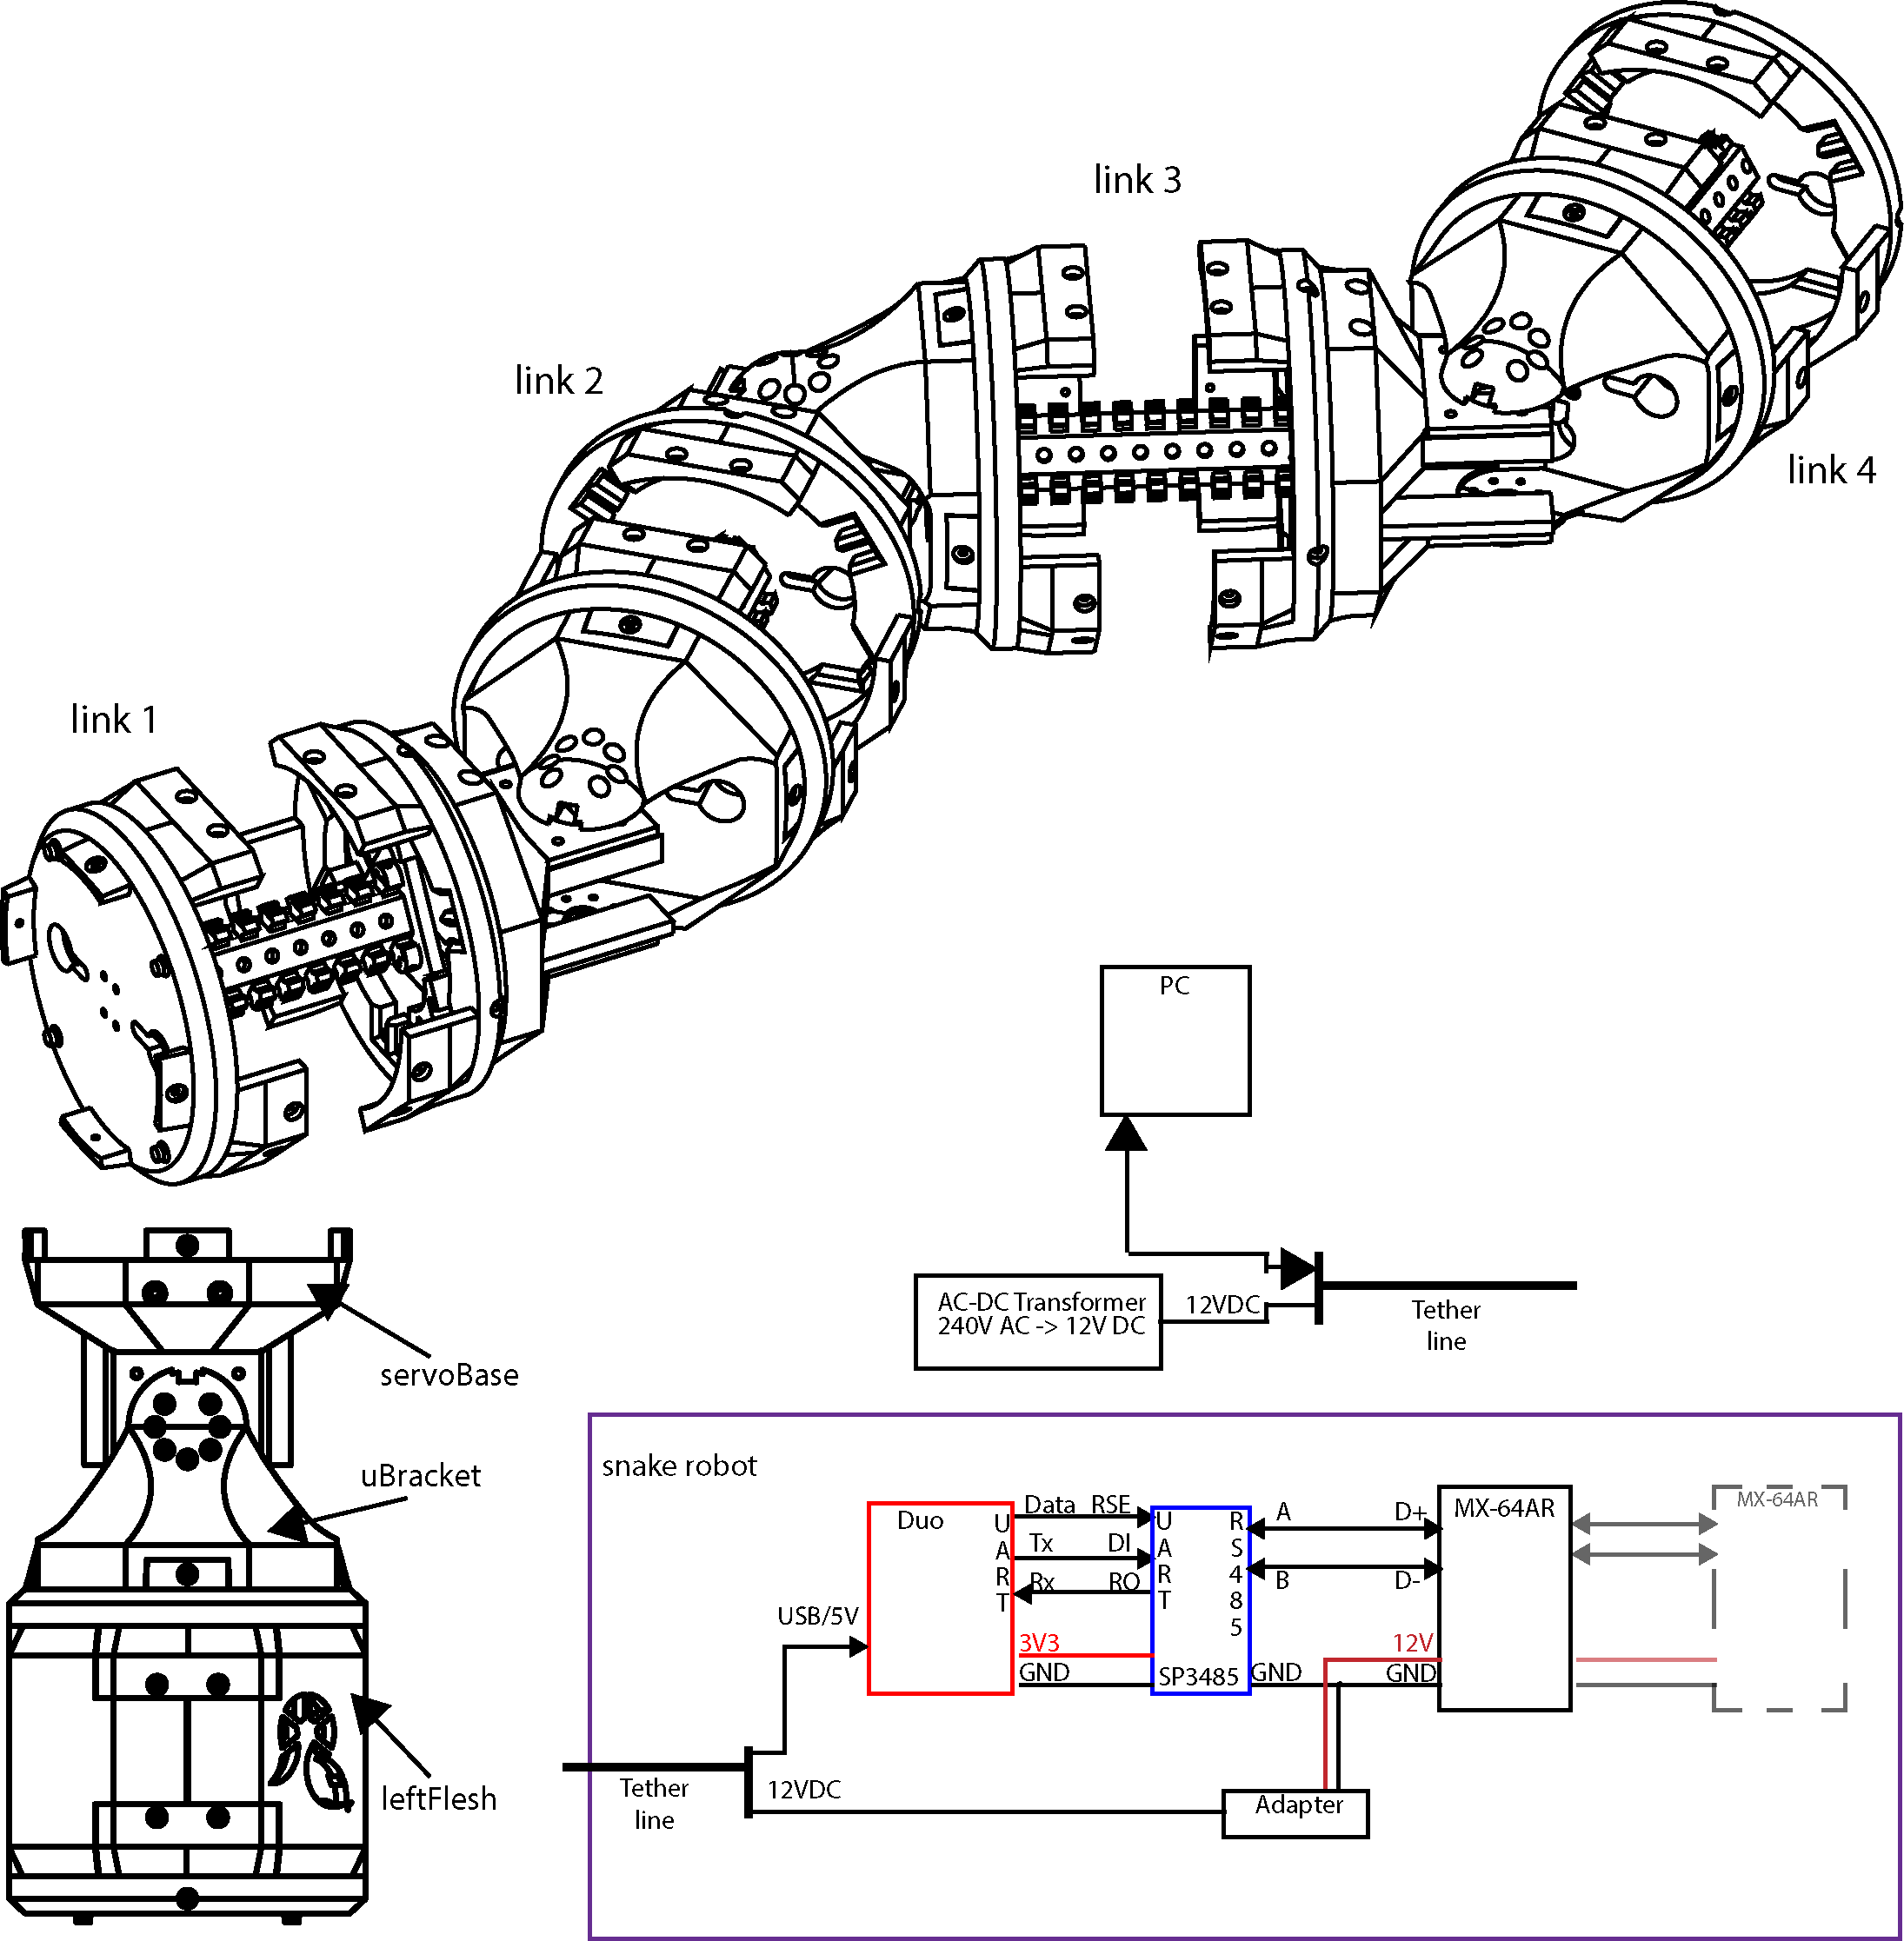 link 3
link 2
link 4
link 1
PC
AC-DC Transformer
240V AC -> 12V DC
12VDC
Tether
line
servoBase
uBracket
leftFlesh
snake robot
Duo
U
A
R
T
Data RSE
Tx DI
Rx RO
3V3
GND
U
A
R
T
R
S
4
8
5
SP3485
A
B
GND
D+
D-
12V
GND
MX-64AR
MX-64AR
USB/5V
Tether
line
12VDC
Adapter